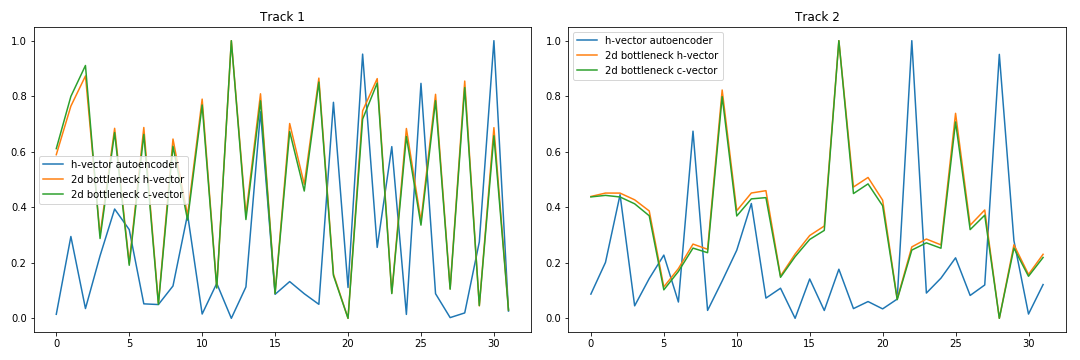 Track 1
1.0
0.8
0.6
0.4
0.2
0.0
h-vector autoencoder
2d bottleneck h-vector
2d bottleneck c-vector
0 5 10 15 20 25 30
Track 2
1.0
0.8
0.6
0.4
0.2
0.0
h-vector autoencoder
2d bottleneck h-vector
2d bottleneck c-vector
0 5 10 15 20 25 30